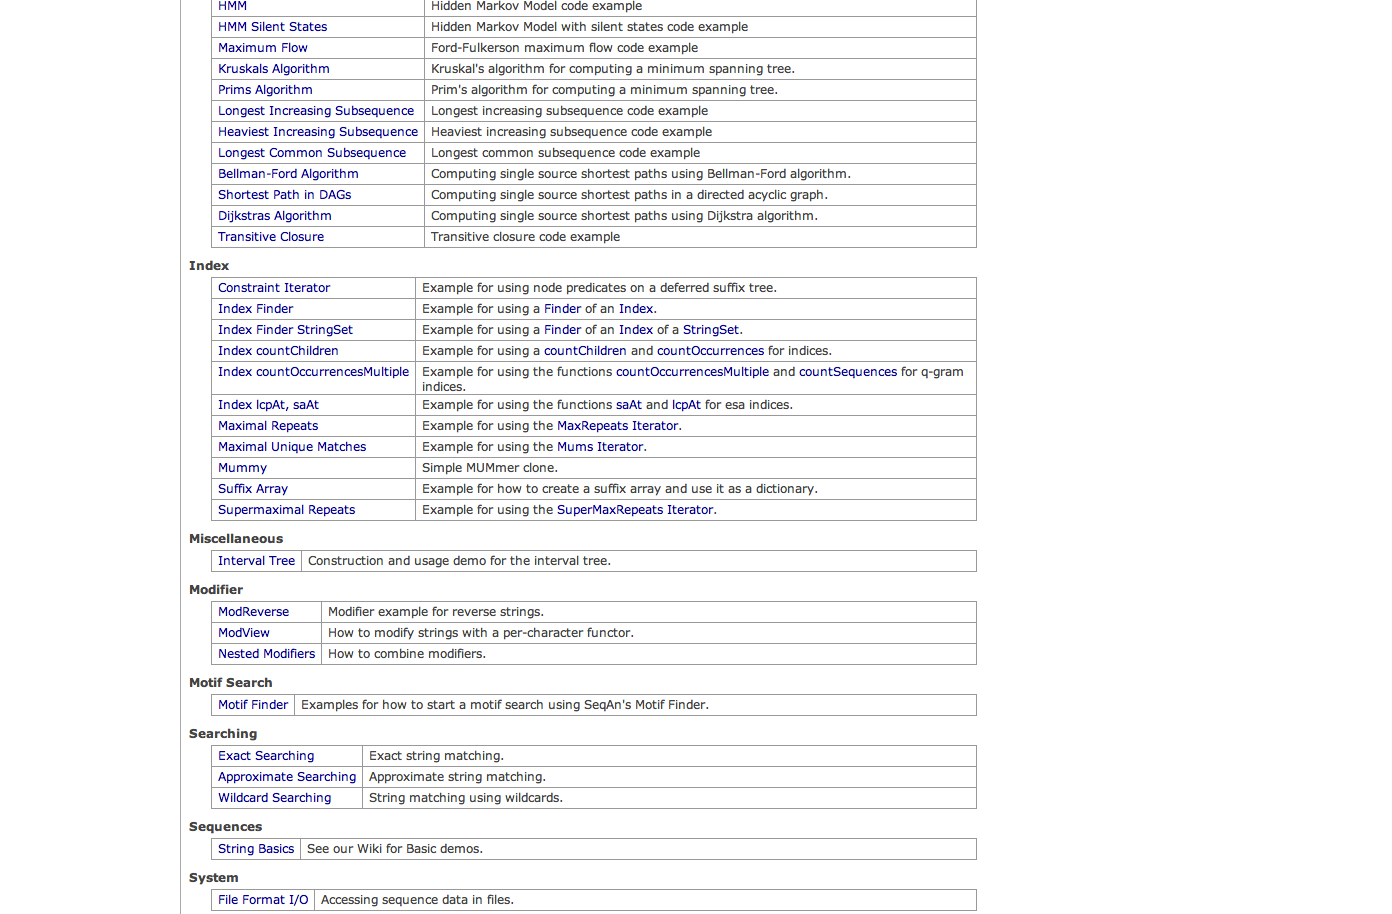 HMM Hidden Markov Model code example
HMM Silent States Hidden Markov Model with silent states code example
Maximum Flow Ford-Fulkerson maximum flow code example
Kruskals Algorithm Kruskal's algorithm for computing a minimum spanning tree.
Prims Algorithm Prim's algorithm for computing a minimum spanning tree.
Longest Increasing Subsequence Longest increasing subsequence code example
Heaviest Increasing Subsequence Heaviest increasing subsequence code example
Longest Common Subsequence Longest common subsequence code example
Bellman-Ford Algorithm Computing single source shortest paths using Bellman-Ford algorithm.
Shortest Path in DAGs Computing single source shortest paths in a directed acyclic graph.
Dijkstras Algorithm Computing single source shortest paths using Dijkstra algorithm.
Transitive Closure Transitive closure code example
Index
Constraint Iterator Example for using node predicates on a deferred suffix tree.
Index Finder Example for using a Finder of an Index.
Index Finder StringSet Example for using a Finder of an Index of a StringSet.
Index countChildren Example for using a countChildren and countOccurrences for indices.
Index countOccurrencesMultiple Example for using the functions countOccurrencesMultiple and countSequences for q-gram
indices.
Index lcpAt, saAt Example for using the functions saAt and lcpAt for esa indices.
Maximal Repeats Example for using the MaxRepeats Iterator.
Maximal Unique Matches Example for using the Mums Iterator.
Mummy Simple MUMmer clone.
Suffix Array Example for how to create a suffix array and use it as a dictionary.
Supermaximal Repeats Example for using the SuperMaxRepeats Iterator.
Miscellaneous
Interval Tree Construction and usage demo for the interval tree.
Modifier
ModReverse Modifier example for reverse strings.
ModView How to modify strings with a per-character functor.
Nested Modifiers How to combine modifiers.
Motif Search
Motif Finder Examples for how to start a motif search using SeqAn's Motif Finder.
Searching
Exact Searching Exact string matching.
Approximate Searching Approximate string matching.
Wildcard Searching String matching using wildcards.
Sequences
String Basics See our Wiki for Basic demos.
System
File Format I/O Accessing sequence data in files.